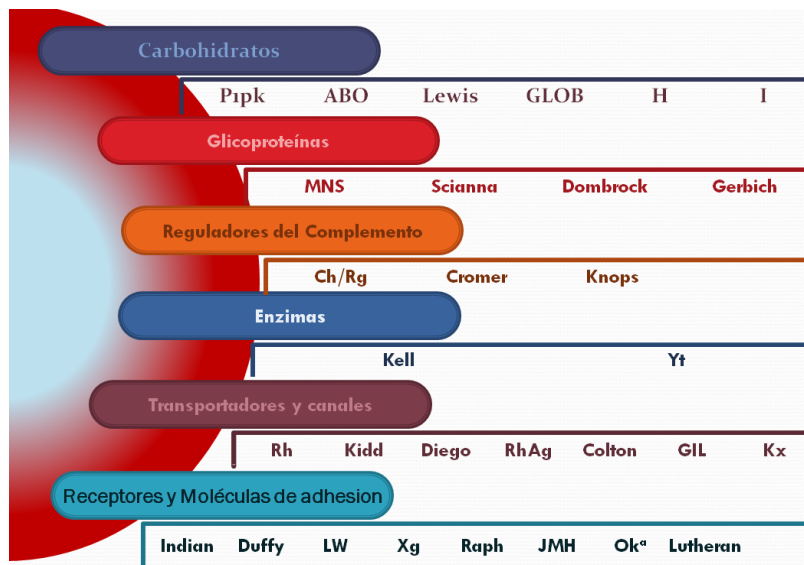 Carbohidratos
P1pk ABO Lewis GLOB H I
Glicoproteínas
MNS Scianna Dombrock Gerbich
Reguladores del Complemento
Ch/Rg Cromer Knops
Enzimas
Kell Yt
Transportadores y canales
Rh Kidd Diego RhAg Colton GIL Kx
Receptores y Moléculas de adhesion
Indian Duffy LW Xg Raph JMH Okª Lutheran